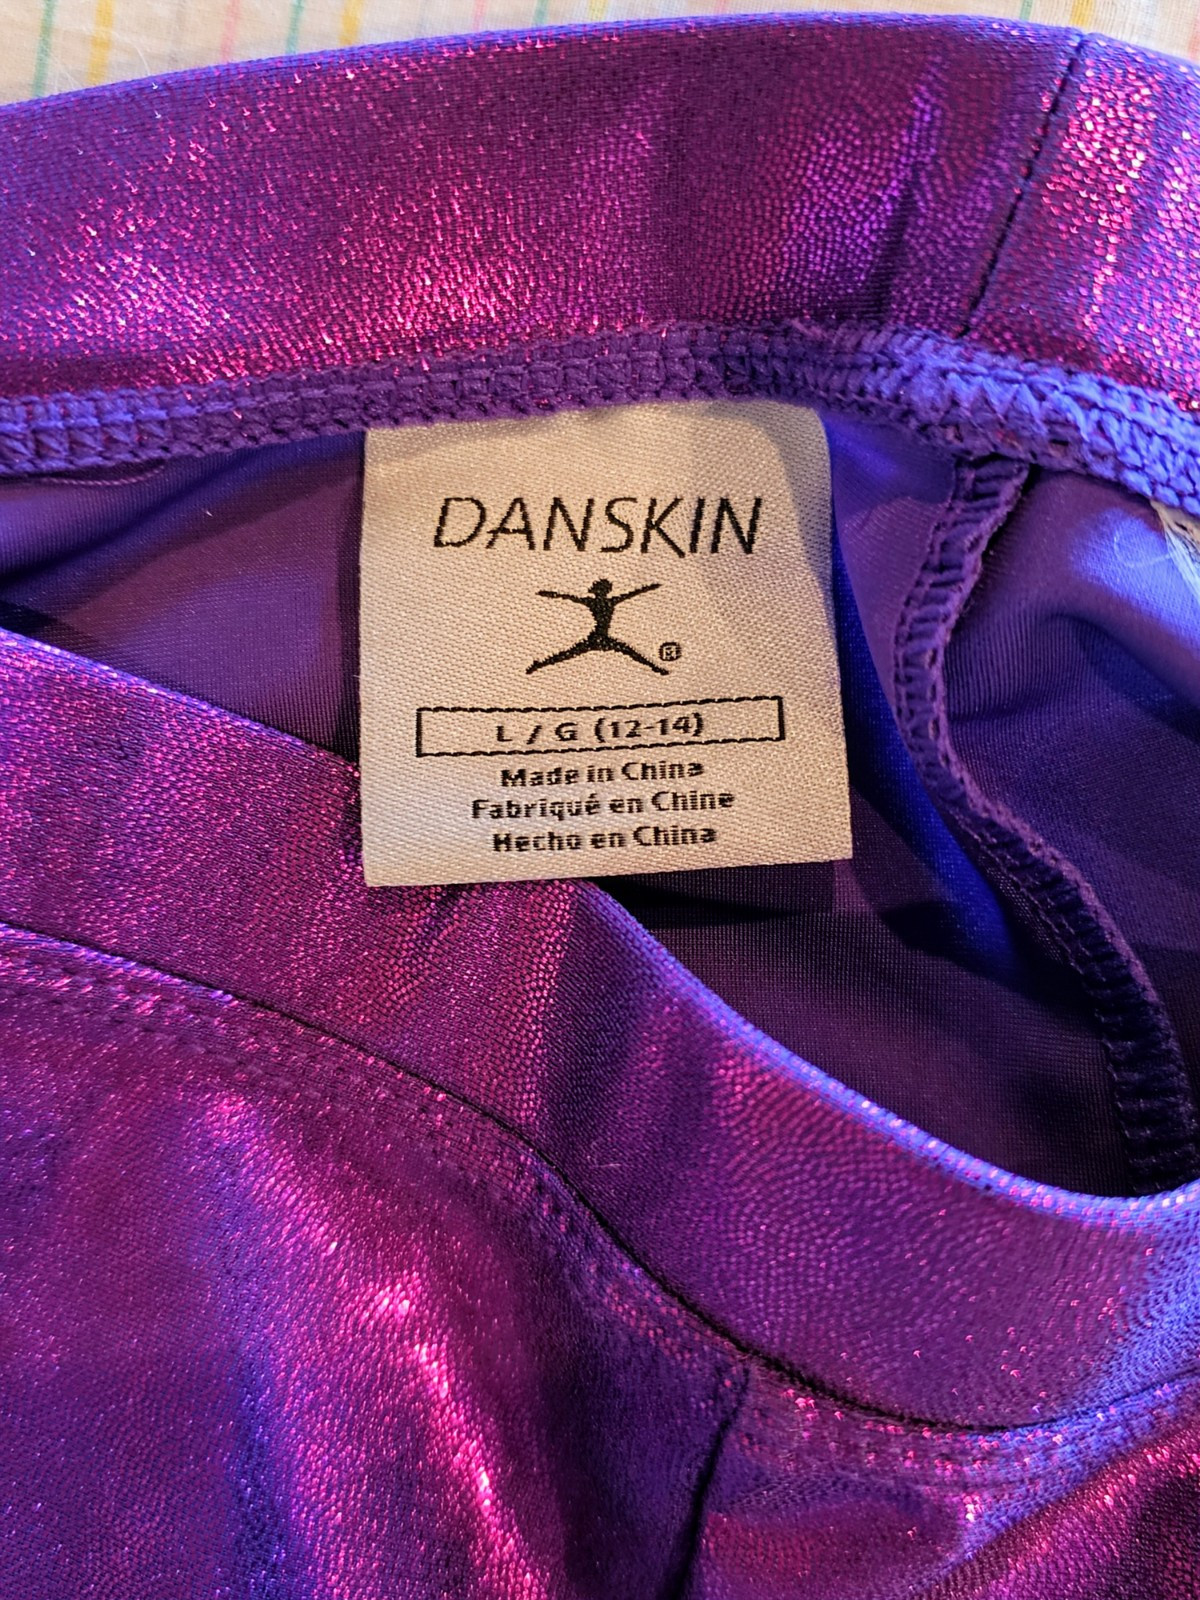 DANSKIN
®
L / G (12-14)
Made in China
Fabriqué en Chine
Hecho en China